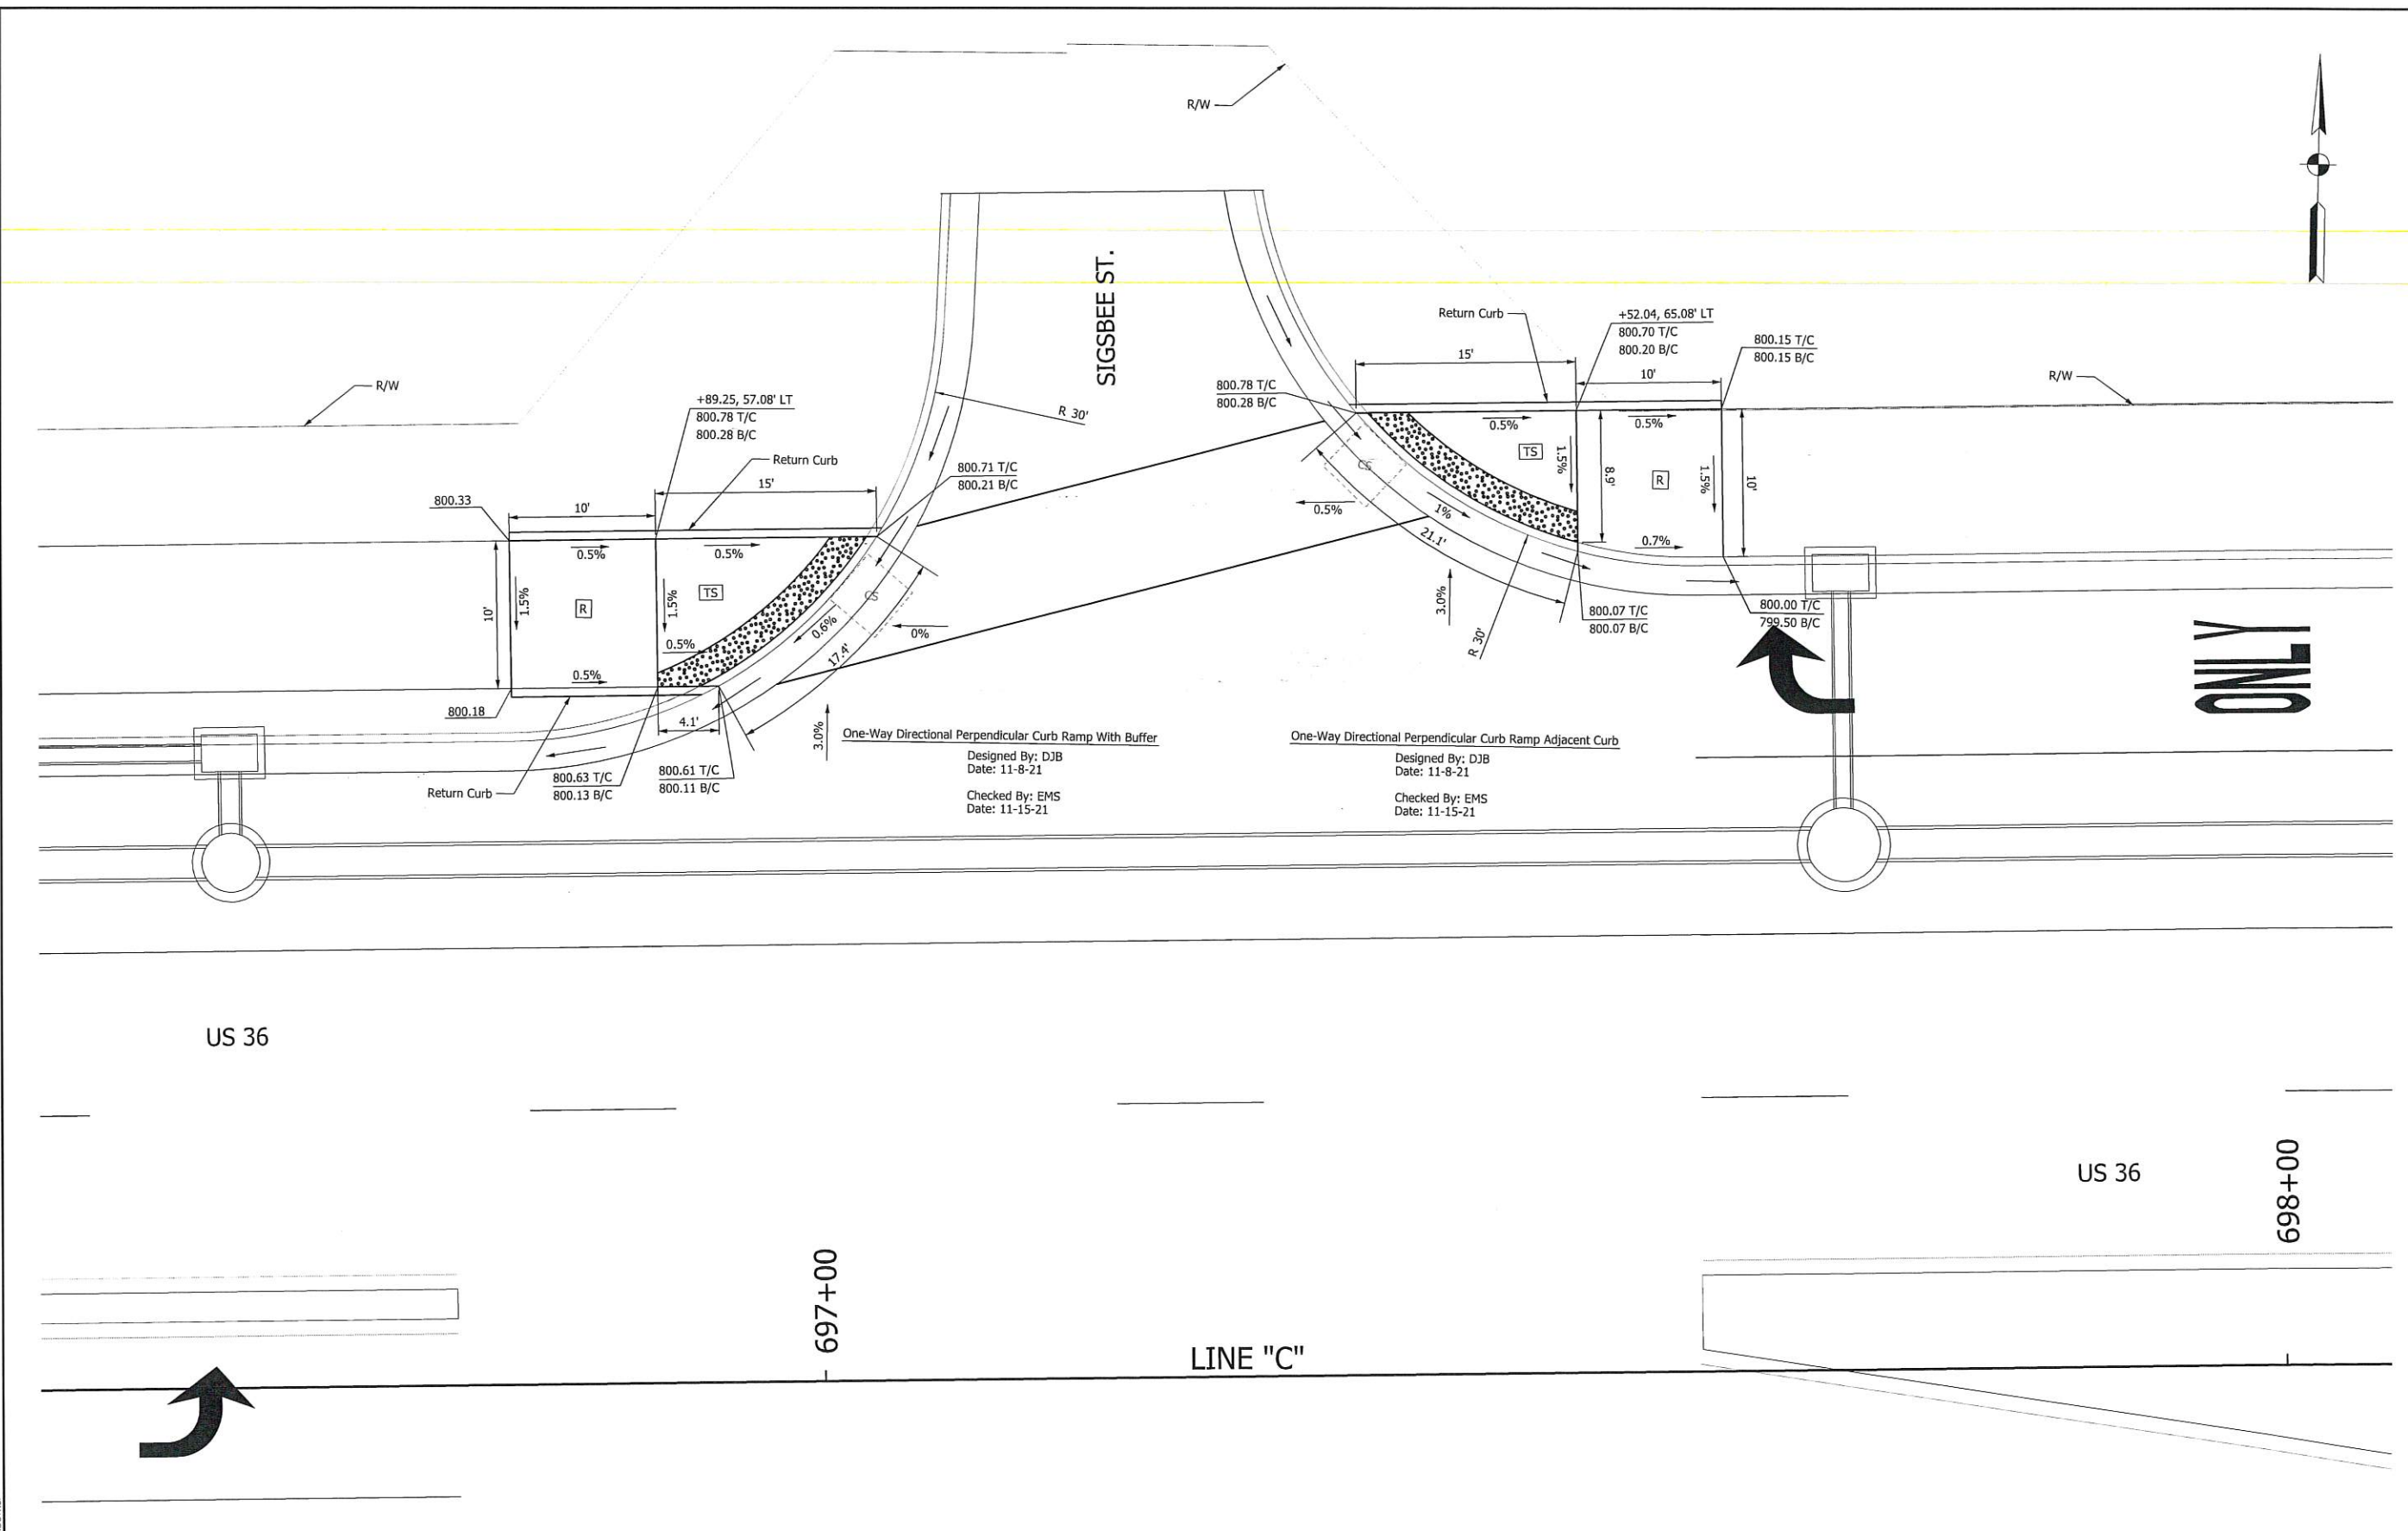 R/W
SIGSBEE ST.
Return Curb
+52.04, 65.08' LT
800.70 T/C
800.20 B/C
800.15 T/C
800.15 B/C
15'
10'
R/W
R/W
800.78 T/C
800.28 B/C
+89.25, 57.08' LT
800.78 T/C
800.28 B/C
R 30'
0.5%
0.5%
TS
1.5%
8.9'
R
1.5%
10'
Return Curb
800.71 T/C
800.21 B/C
CS
0.5%
1%
21.1'
0.7%
800.33
10'
15'
0.5%
0.5%
10'
1.5%
R
1.5%
TS
0.5%
CS
0.6%
0%
17.4'
3.0%
R 30'
800.07 T/C
800.07 B/C
800.00 T/C
799.50 B/C
ONLY
0.5%
800.18
4.1'
3.0%
One-Way Directional Perpendicular Curb Ramp With Buffer
Designed By: DJB
Date: 11-8-21
Checked By: EMS
Date: 11-15-21
One-Way Directional Perpendicular Curb Ramp Adjacent Curb
Designed By: DJB
Date: 11-8-21
Checked By: EMS
Date: 11-15-21
Return Curb
800.63 T/C
800.13 B/C
800.61 T/C
800.11 B/C
US 36
US 36
698+00
697+00
LINE "C"